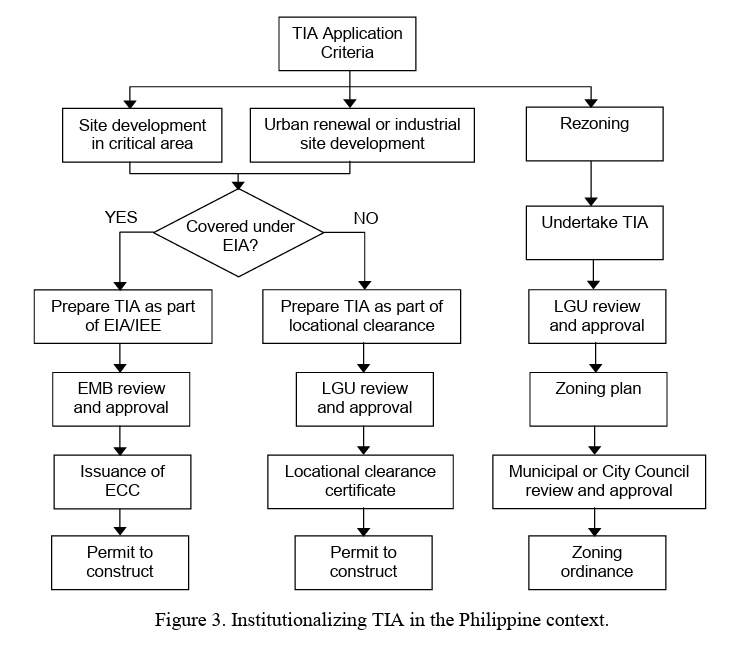 TIA Application
Criteria
Site development
in critical area
Urban renewal or industrial
site development
Rezoning
YES
NO
Covered under
EIA?
Undertake TIA
Prepare TIA as part
of EIA/IEE
Prepare TIA as part of
locational clearance
LGU review
and approval
EMB review
and approval
LGU review
and approval
Zoning plan
Issuance of
ECC
Locational clearance
certificate
Municipal or City Council
review and approval
Permit to
construct
Permit to
construct
Zoning
ordinance
Figure 3. Institutionalizing TIA in the Philippine context.